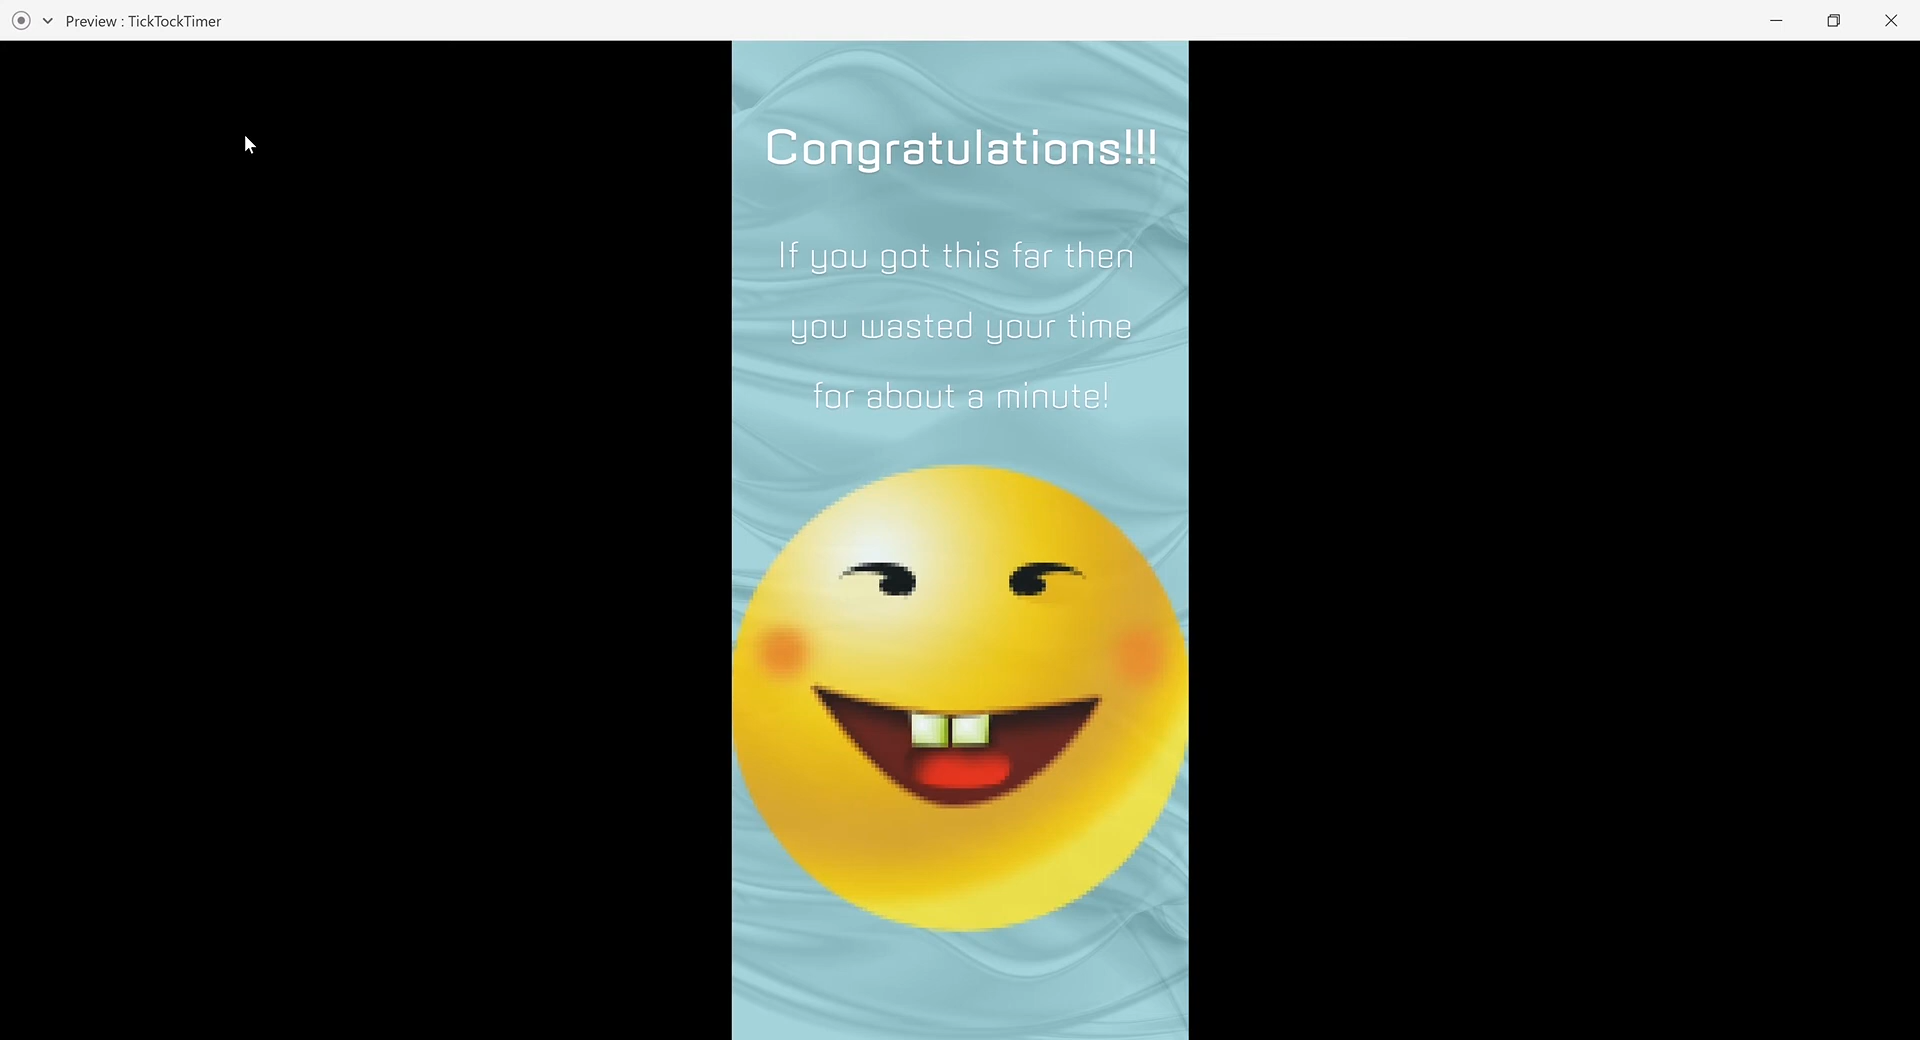 Preview : TickTockTimer
Congratulations!!!
If you got this far then
you wasted your time
for about a minute!